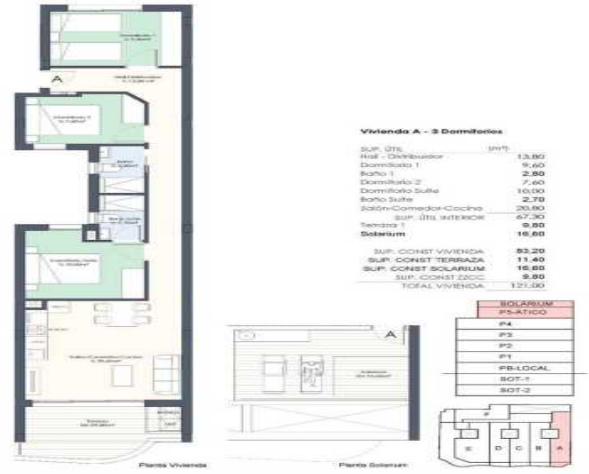 Vivienda A - 3 Dormitorios
SUP. ÚTIL (m²)
Hall - Distribuidor 13,80
Dormitorio 1 9,60
Baño 1 2,80
Dormitorio 2 7,60
Dormitorio Suite 10,00
Baño Suite 2,70
Salón-Comedor-Cocina 20,80
SUP. ÚTIL INTERIOR 67,30
Terraza 1 9,80
Solarium 16,60
SUP. CONST VIVIENDA 83,20
SUP. CONST TERRAZA 11,40
SUP. CONST SOLARIUM 16,60
SUP. CONST ZZCC 9,80
TOTAL VIVIENDA 121,00
A
A
SOLARIUM
P5-ATICO
P4
P3
P2
P1
PB-LOCAL
SOT-1
SOT-2
F
E D C B A
Planta Vivienda
Planta Solarium